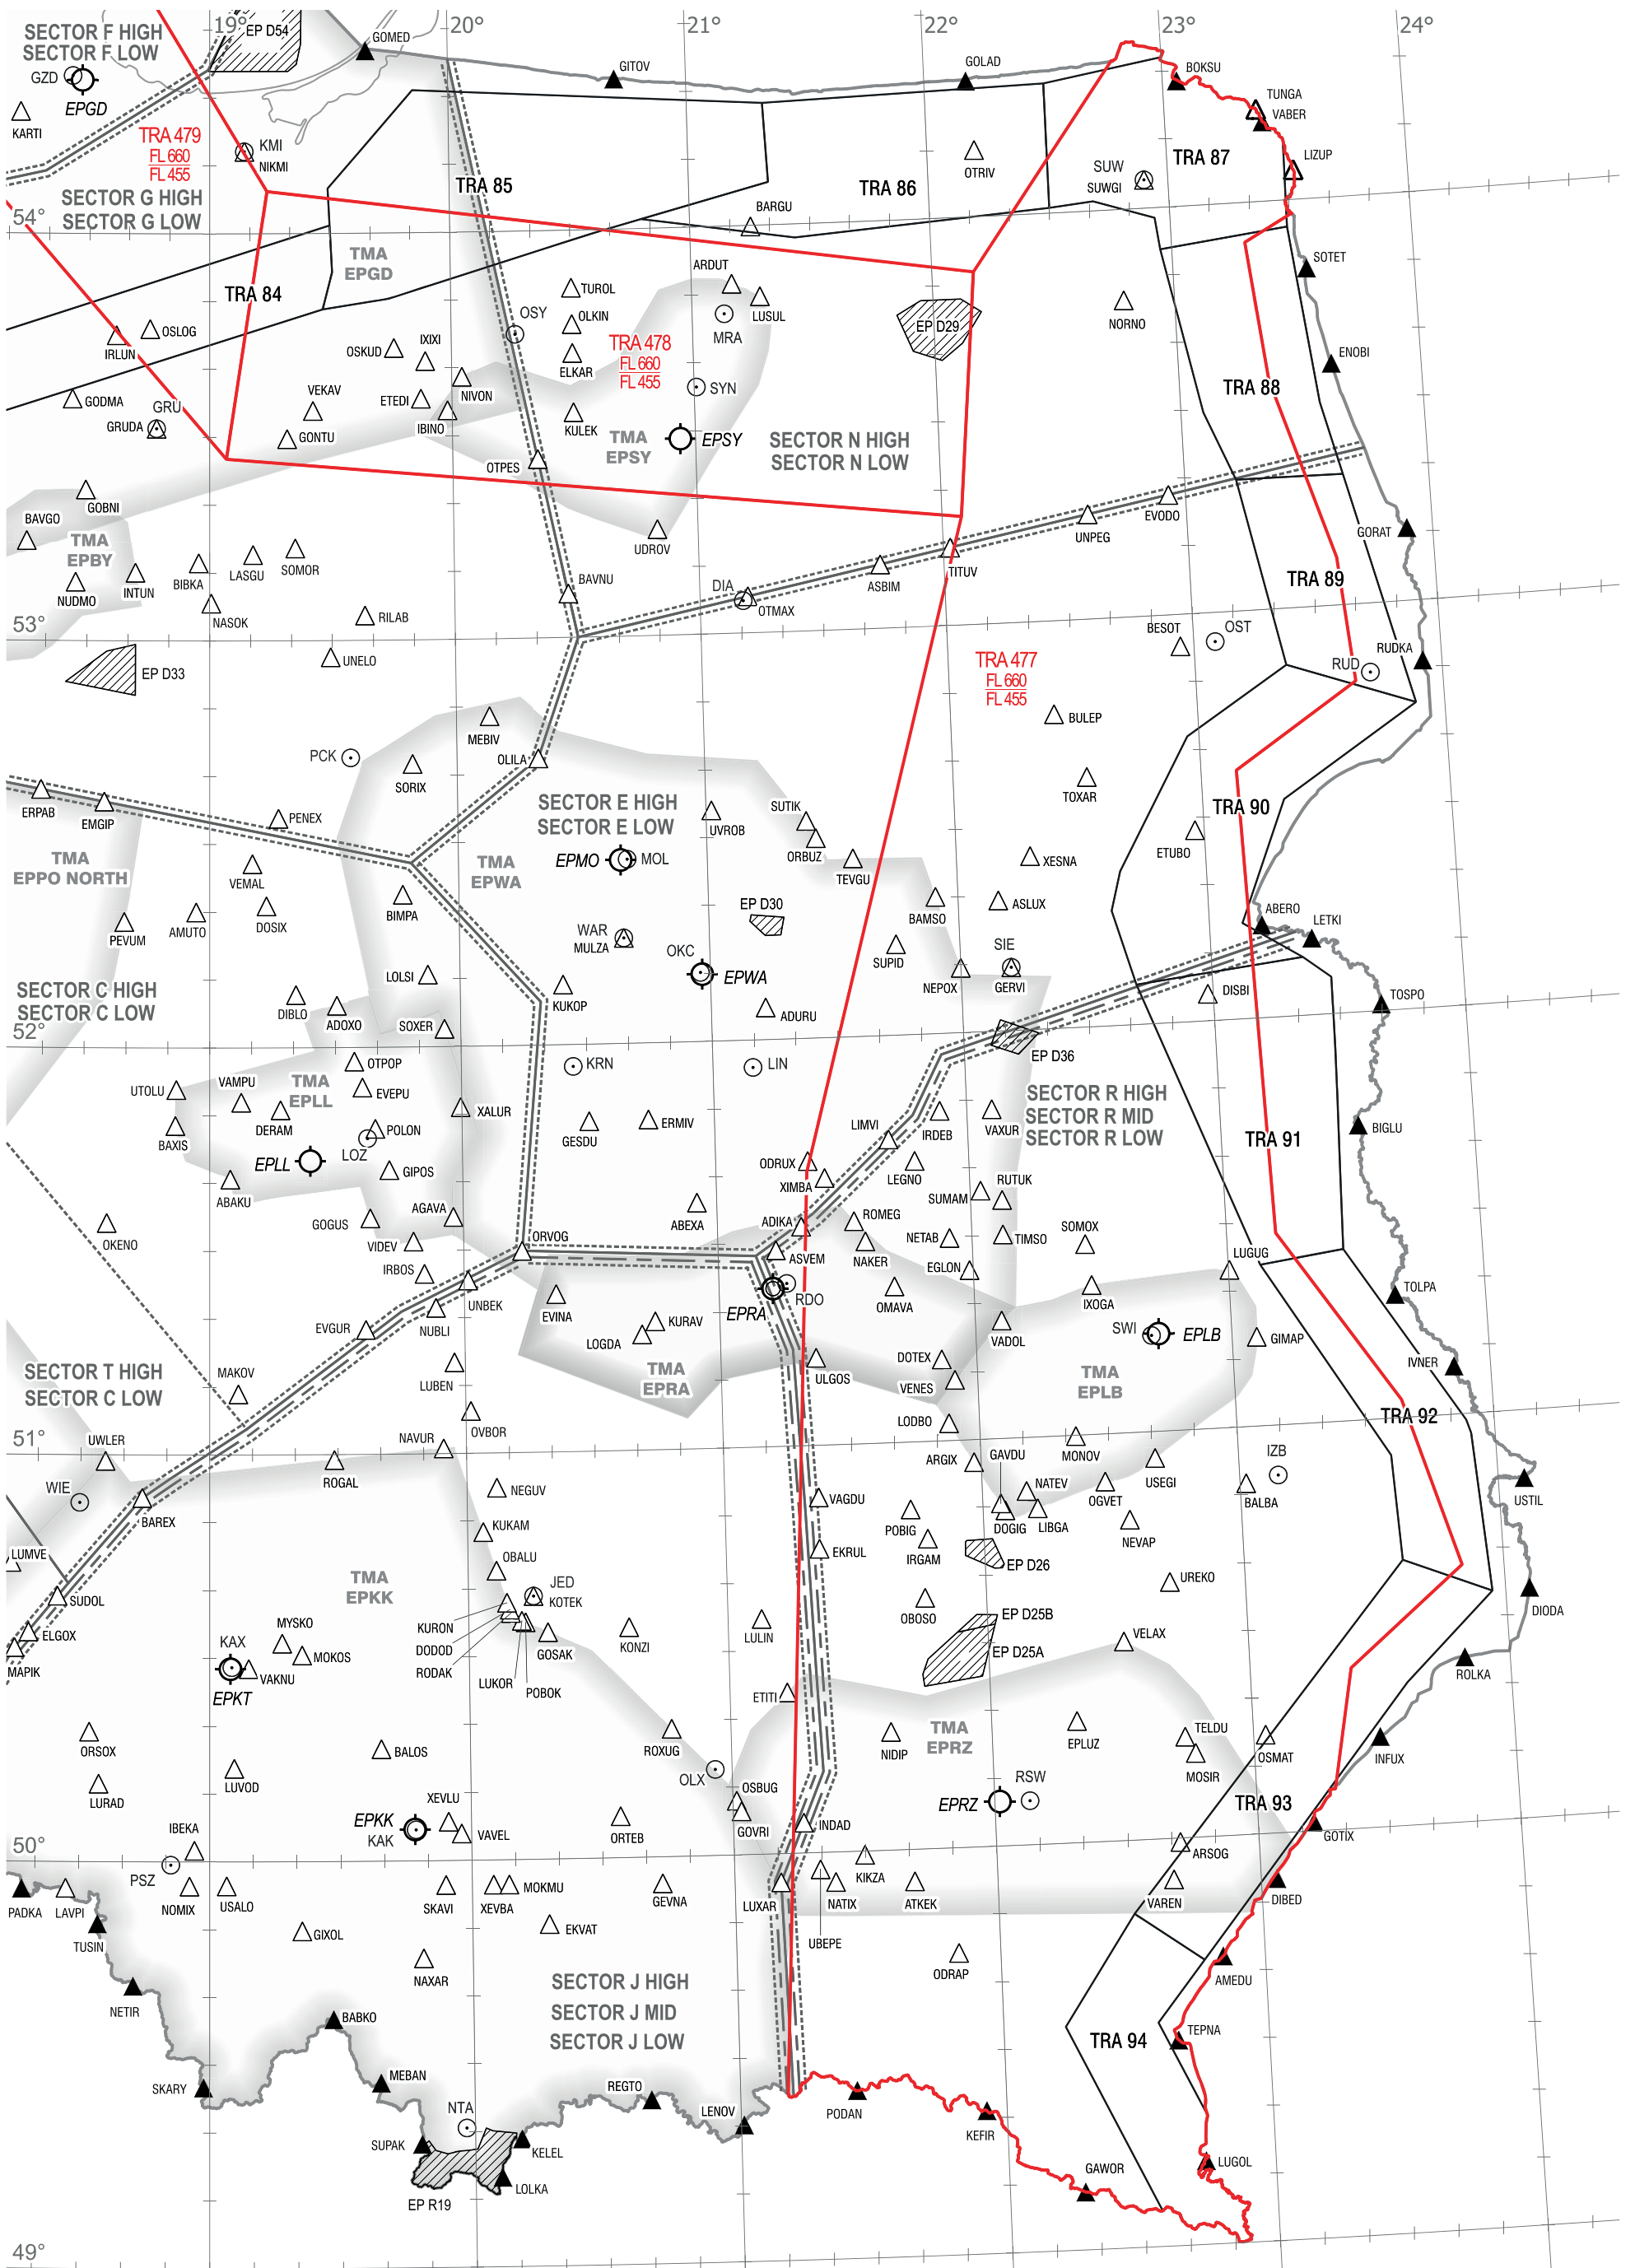 19°
20°
21°
22°
23°
24°
SECTOR F HIGH
SECTOR F LOW
EP D54
GOMED
GZD
EPGD
KARTI
GITOV
GOLAD
BOKSU
TUNGA
VABER
LIZUP
TRA 479
FL 660
FL 455
KMI
NIKMI
SECTOR G HIGH
SECTOR G LOW
54°
TRA 85
TRA 86
OTRIV
SUW
SUWGI
TRA 87
BARGU
TMA
EPGD
SOTET
TRA 84
ARDUT
TUROL
LUSUL
OSY
OLKIN
MRA
EP D29
NORNO
OSLOG
IRLUN
OSKUD
IXIXI
ELKAR
TRA 478
FL 660
FL 455
ENOBI
SYN
TRA 88
GODMA
GRU
GRUDA
VEKAV
GONTU
ETEDI
NIVON
IBINO
KULEK
TMA
EPSY
EPSY
SECTOR N HIGH
SECTOR N LOW
OTPES
GOBNI
BAVGO
TMA
EPBY
UDROV
EVODO
UNPEG
GORAT
NUDMO
INTUN
BIBKA
LASGU
SOMOR
NASOK
BAVNU
DIA
OTMAX
ASBIM
TITUV
TRA 89
53°
RILAB
UNELO
EP D33
BESOT
OST
RUD
RUDKA
TRA 477
FL 660
FL 455
BULEP
MEBIV
PCK
SORIX
OLILA
TOXAR
ERPAB
EMGIP
PENEX
SECTOR E HIGH
SECTOR E LOW
UVROB
SUTIK
ORBUZ
TRA 90
ETUBO
TMA
EPPO NORTH
VEMAL
TMA
EPWA
EPMO
MOL
TEVGU
XESNA
PEVUM
AMUTO
DOSIX
BIMPA
EP D30
BAMSO
ASLUX
ABERO
LETKI
WAR
MULZA
OKC
EPWA
SUPID
SIE
GERVI
NEPOX
LOLSI
KUKOP
DISBI
TOSPO
SECTOR C HIGH
SECTOR C LOW
DIBLO
ADOXO
SOXER
ADURU
52°
EP D36
OTPOP
KRN
LIN
UTOLU
VAMPU
TMA
EPLL
EVEPU
XALUR
SECTOR R HIGH
SECTOR R MID
SECTOR R LOW
BAXIS
DERAM
POLON
LOZ
GESDU
ERMIV
LIMVI
IRDEB
VAXUR
BIGLU
TRA 91
EPLL
GIPOS
ABAKU
ODRUX
XIMBA
LEGNO
SUMAM
RUTUK
OKENO
GOGUS
AGAVA
VIDEV
ABEXA
ADIKA
ROMEG
NETAB
TIMSO
SOMOX
ORVOG
ASVEM
NAKER
EGLON
LUGUG
IRBOS
UNBEK
EVINA
RDO
EPRA
OMAVA
IXOGA
TOLPA
EVGUR
NUBLI
KURAV
LOGDA
VADOL
SWI
EPLB
GIMAP
SECTOR T HIGH
SECTOR C LOW
MAKOV
LUBEN
TMA
EPRA
ULGOS
DOTEX
VENES
TMA
EPLB
IVNER
TRA 92
OVBOR
LODBO
51°
UWLER
NAVUR
MONOV
WIE
ROGAL
ARGIX
GAVDU
NATEV
OGVET
USEGI
IZB
BALBA
USTIL
BAREX
NEGUV
VAGDU
POBIG
DOGIG
LIBGA
NEVAP
KUKAM
IRGAM
EKRUL
LUMVE
OBALU
EP D26
UREKO
SUDOL
TMA
EPKK
JED
KOTEK
OBOSO
DIODA
ELGOX
MAPIK
MYSKO
MOKOS
KURON
DODOD
RODAK
LUKOR
POBOK
GOSAK
KONZI
LULIN
EP D25B
EP D25A
VELAX
KAX
VAKNU
EPKT
ROLKA
ETITI
ORSOX
BALOS
ROXUG
NIDIP
TMA
EPRZ
EPLUZ
TELDU
MOSIR
OSMAT
INFUX
LURAD
LUVOD
OLX
OSBUG
GOVRI
EPRZ
RSW
TRA 93
GOTIX
XEVLU
EPKK
KAK
VAVEL
ORTEB
INDAD
IBEKA
50°
PSZ
KIKZA
ARSOG
PADKA
LAVPI
NOMIX
USALO
SKAVI
XEVBA
MOKMU
GEVNA
LUXAR
NATIX
ATKEK
VAREN
DIBED
TUSIN
GIXOL
EKVAT
UBEPE
ODRAP
AMEDU
NAXAR
NETIR
SECTOR J HIGH
SECTOR J MID
SECTOR J LOW
BABKO
TEPNA
TRA 94
SKARY
MEBAN
REGTO
PODAN
NTA
LENOV
KEFIR
SUPAK
KELEL
LUGOL
LOLKA
GAWOR
EP R19
49°